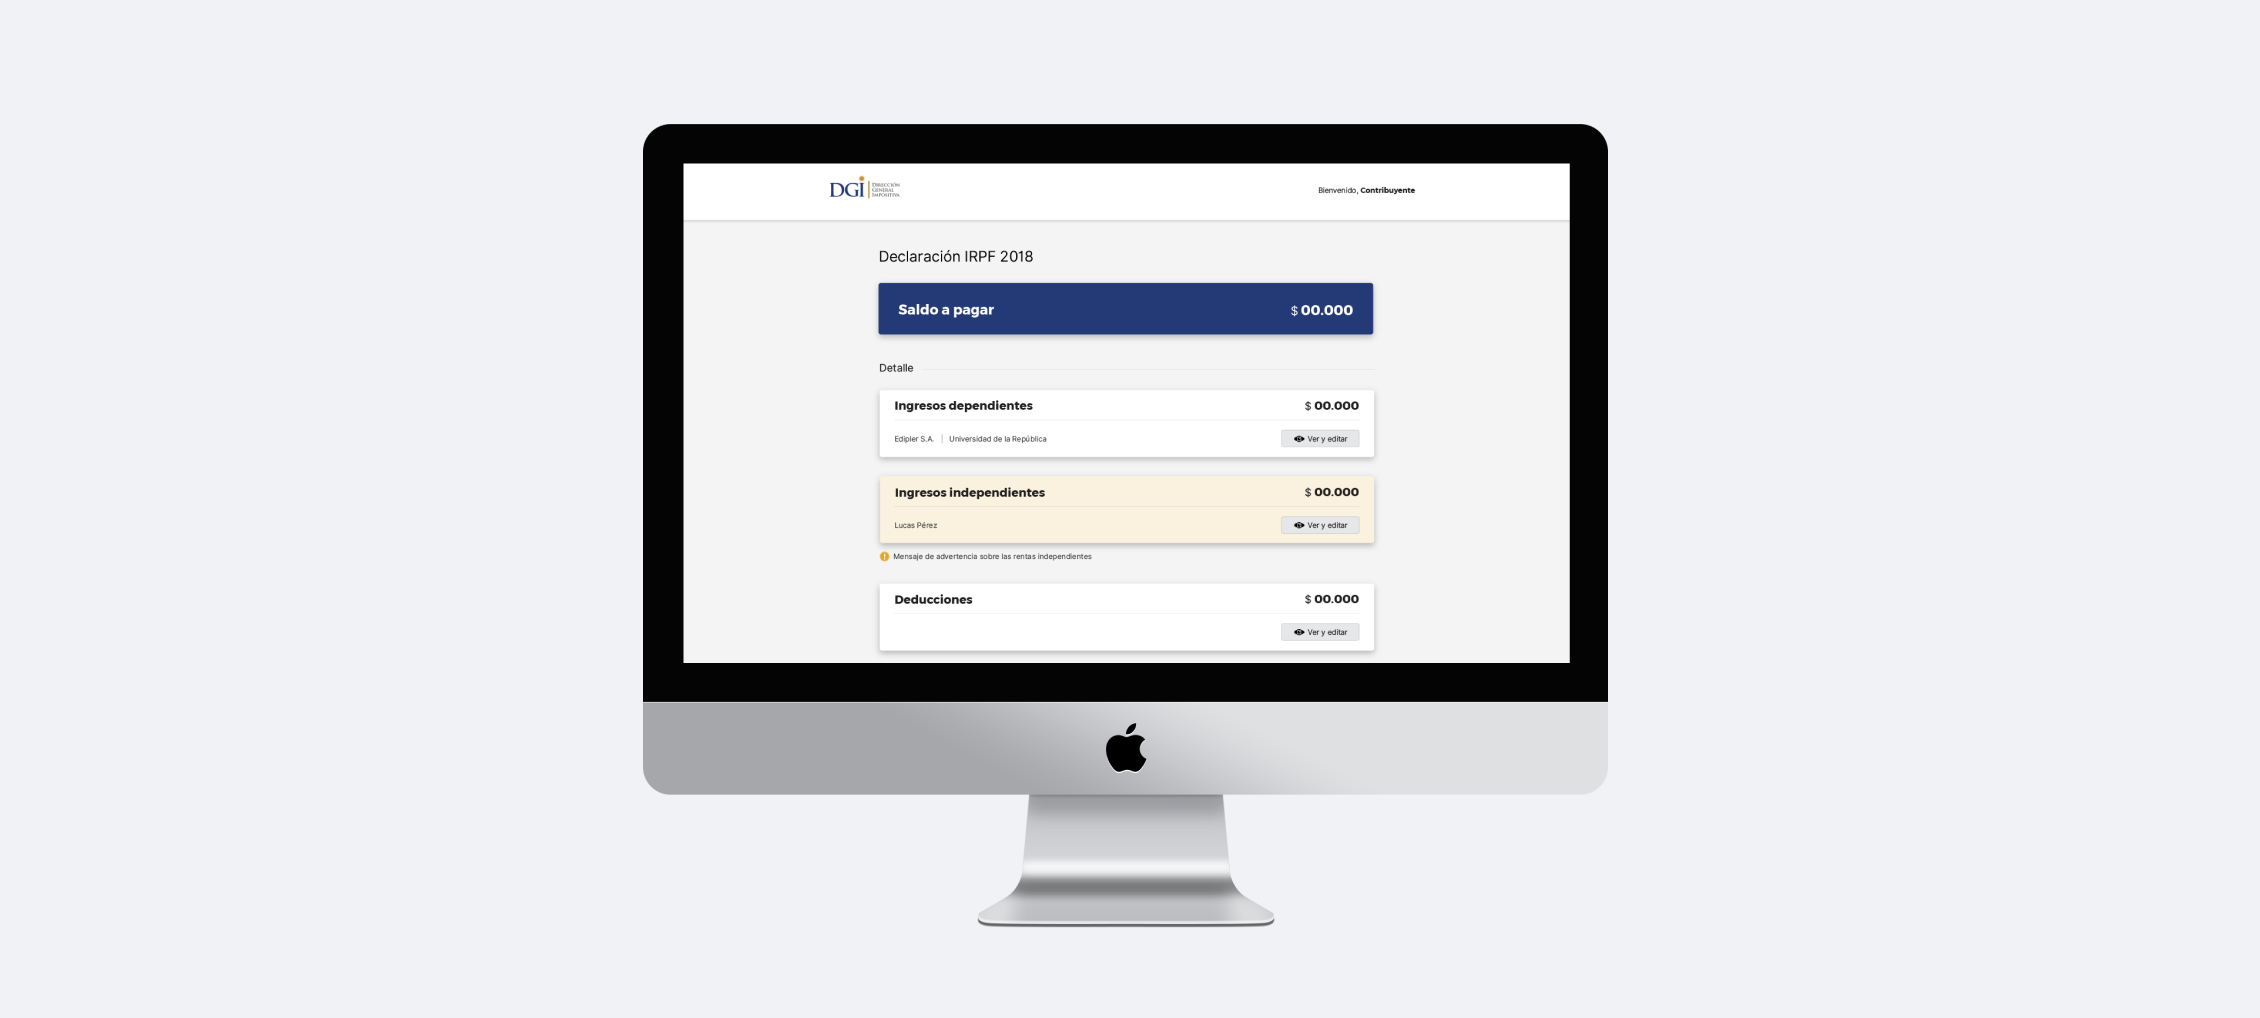 DGI
DIRECCIÓN
GENERAL
IMPOSITIVA
Bienvenido, Contribuyente
Declaración IRPF 2018
Saldo a pagar $ 00.000
Detalle
Ingresos dependientes $ 00.000
Edipler S.A. | Universidad de la República Ver y editar
Ingresos independientes $ 00.000
Lucas Pérez Ver y editar
Mensaje de advertencia sobre las rentas independientes
Deducciones $ 00.000
Ver y editar